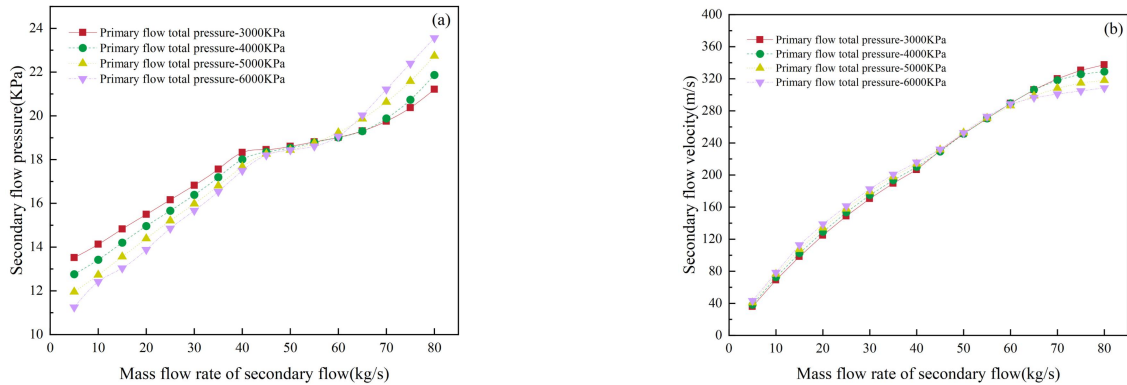 (a)
24
22
20
18
16
14
12
10
Secondary flow pressure(KPa)
Primary flow total pressure-3000KPa
Primary flow total pressure-4000KPa
Primary flow total pressure-5000KPa
Primary flow total pressure-6000KPa
10 20 30 40 50 60 70 80
Mass flow rate of secondary flow(kg/s)
(b)
400
360
320
280
240
200
160
120
80
40
0
Secondary flow velocity(m/s)
Primary flow total pressure-3000KPa
Primary flow total pressure-4000KPa
Primary flow total pressure-5000KPa
Primary flow total pressure-6000KPa
0 10 20 30 40 50 60 70 80
Mass flow rate of secondary flow(kg/s)